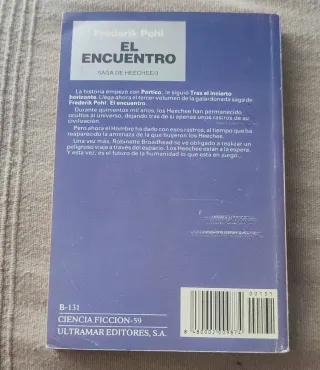 Frederik Pohl
EL
ENCUENTRO
SAGA DE HEECHEE/3
La historia empezó con Pórtico, le siguió Tras el incierto
horizonte. Llega ahora el tercer volumen de la galardonada saga de
Frederik Pohl: El encuentro.
Durante quinientos mil años, los Heechee han permanecido
ocultos al universo, dejando tras de sí apenas unos rastros de su
civilización.
Pero ahora el Hombre ha dado con esos rastros, al tiempo que ha
reaparecido la amenaza de la que huyeron los Heechee.
Una vez más, Robinette Broadhead se ve obligado a realizar un
peligroso viaje a través del espacio. Los Heechee están a la espera.
Y esta vez, es el futuro de la humanidad lo que está en juego...
B-131
CIENCIA FICCION-59
ULTRAMAR EDITORES, S.A.